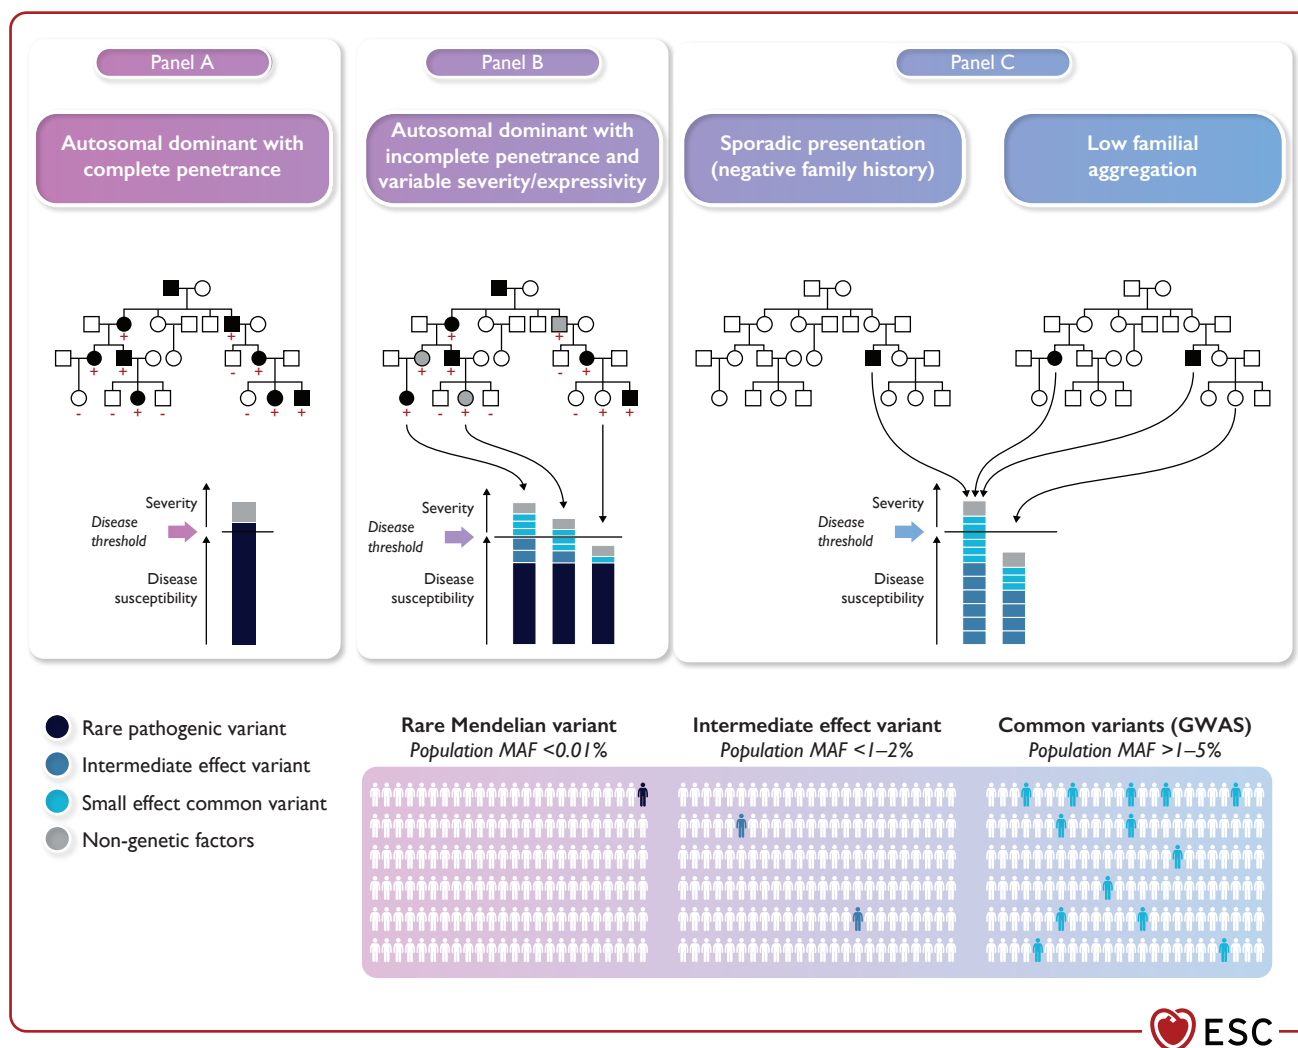 Panel A
Panel B
Panel C
Autosomal dominant with
complete penetrance
Autosomal dominant with
incomplete penetrance and
variable severity/expressivity
Sporadic presentation
(negative family history)
Low familial
aggregation
+ +
+ + - +
- - + - - + +
+ +
+ + - +
+ - + - - + +
Severity
Disease
threshold
Disease
susceptibility
Severity
Disease
threshold
Disease
susceptibility
Severity
Disease
threshold
Disease
susceptibility
Rare pathogenic variant
Intermediate effect variant
Small effect common variant
Non-genetic factors
Rare Mendelian variant
Population MAF <0.01%
Intermediate effect variant
Population MAF <1–2%
Common variants (GWAS)
Population MAF >1–5%
ESC